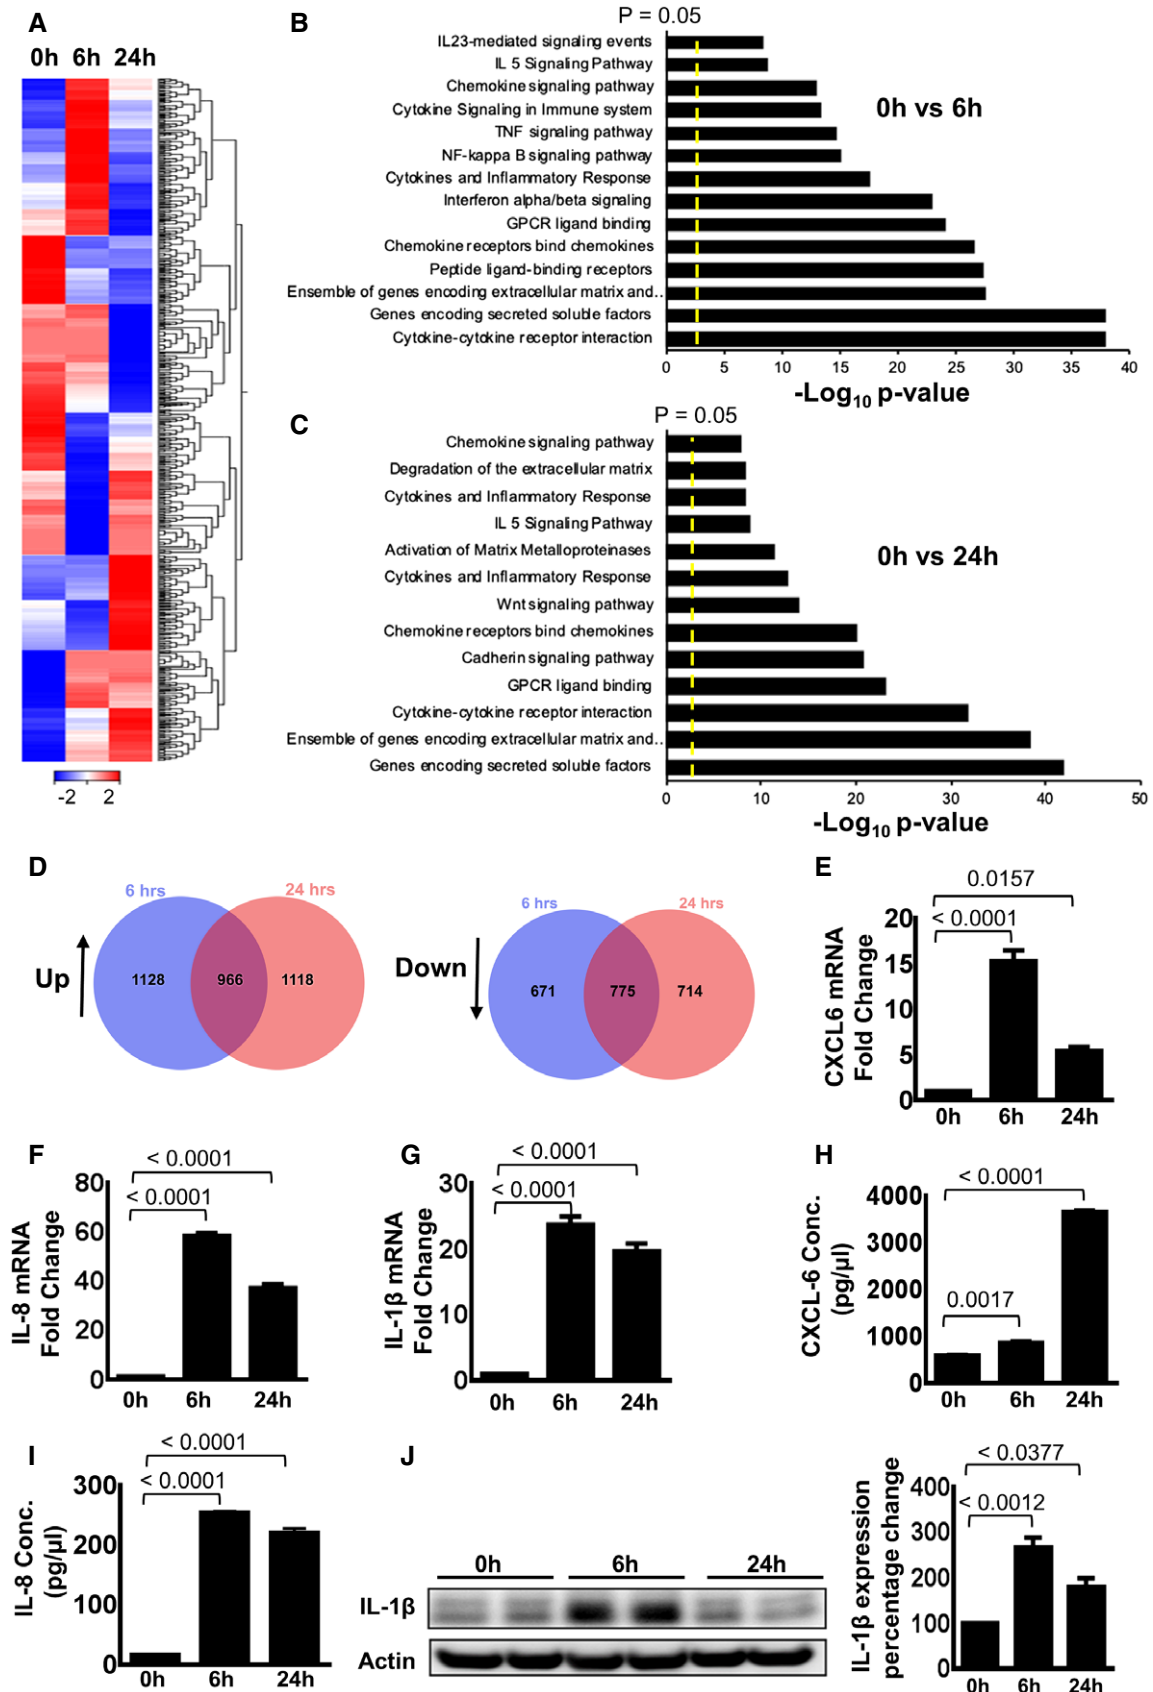 A
0h 6h 24h
-2 2
B
P = 0.05
IL23-mediated signaling events
IL 5 Signaling Pathway
Chemokine signaling pathway
Cytokine Signaling in Immune system
TNF signaling pathway
NF-kappa B signaling pathway
Cytokines and Inflammatory Response
Interferon alpha/beta signaling
GPCR ligand binding
Chemokine receptors bind chemokines
Peptide ligand-binding receptors
Ensemble of genes encoding extracellular matrix and..
Genes encoding secreted soluble factors
Cytokine-cytokine receptor interaction
0h vs 6h
0 5 10 15 20 25 30 35 40
-Log10 p-value
C
P = 0.05
Chemokine signaling pathway
Degradation of the extracellular matrix
Cytokines and Inflammatory Response
IL 5 Signaling Pathway
Activation of Matrix Metalloproteinases
Cytokines and Inflammatory Response
Wnt signaling pathway
Chemokine receptors bind chemokines
Cadherin signaling pathway
GPCR ligand binding
Cytokine-cytokine receptor interaction
Ensemble of genes encoding extracellular matrix and..
Genes encoding secreted soluble factors
0h vs 24h
0 10 20 30 40 50
-Log10 p-value
D
Up
6 hrs 24 hrs
1128 966 1118
Down
6 hrs 24 hrs
671 775 714
E
CXCL6 mRNA
Fold Change
0.0157
< 0.0001
20
15
10
5
0
0h 6h 24h
F
IL-8 mRNA
Fold Change
< 0.0001
< 0.0001
80
60
40
20
0
0h 6h 24h
G
IL-1β mRNA
Fold Change
< 0.0001
< 0.0001
30
20
10
0
0h 6h 24h
H
CXCL-6 Conc.
(pg/µl)
< 0.0001
0.0017
4000
3000
2000
1000
0
0h 6h 24h
I
IL-8 Conc.
(pg/µl)
< 0.0001
< 0.0001
300
200
100
0
0h 6h 24h
J
0h 6h 24h
IL-1β
Actin
IL-1β expression
percentage change
< 0.0377
< 0.0012
400
300
200
100
0
0h 6h 24h